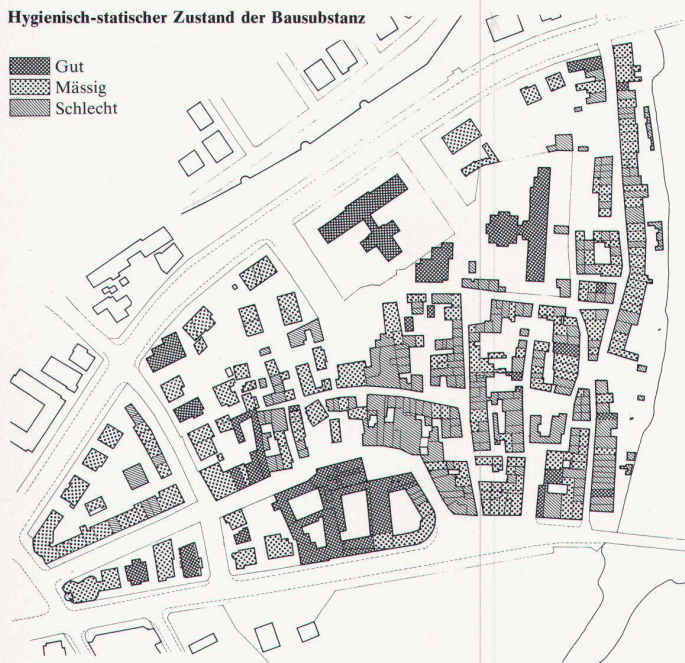 Hygienisch-statischer Zustand der Bausubstanz
Gut
Mässig
Schlecht